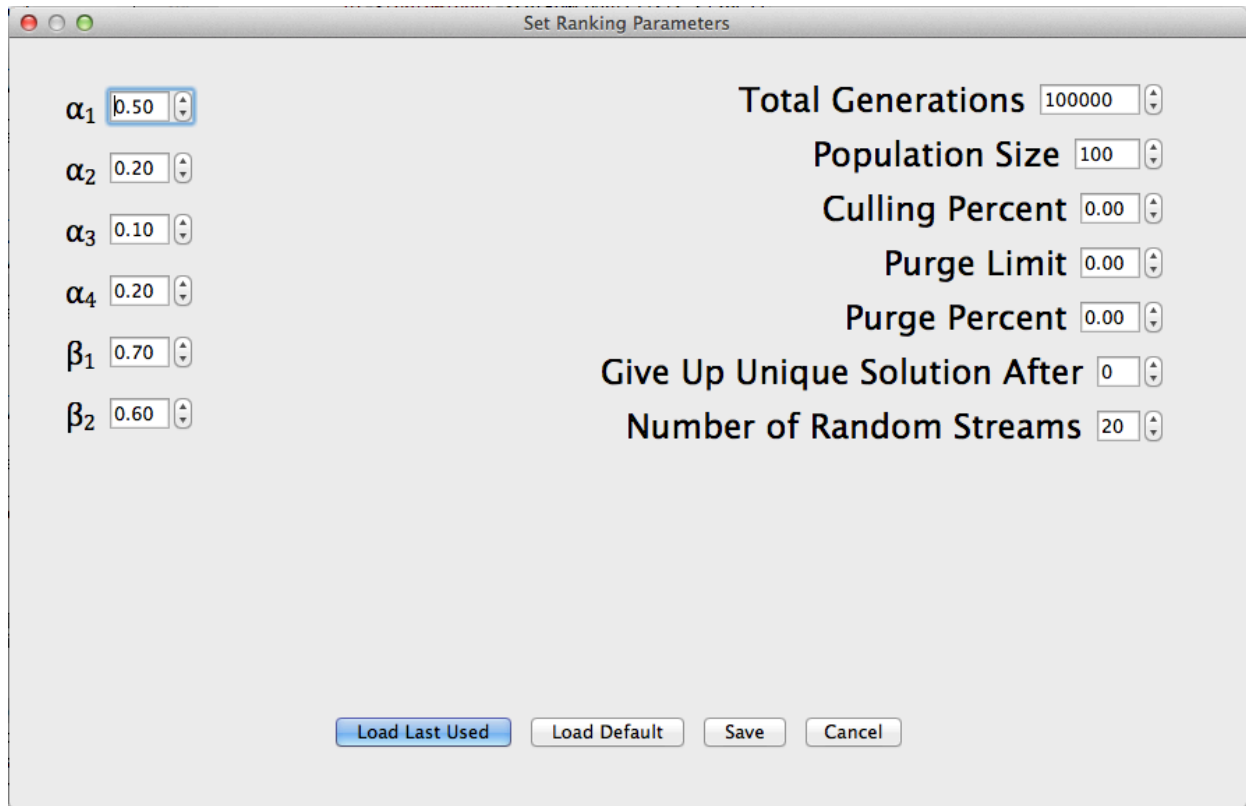 Set Ranking Parameters
α1 0.50
α2 0.20
α3 0.10
α4 0.20
β1 0.70
β2 0.60
Total Generations 100000
Population Size 100
Culling Percent 0.00
Purge Limit 0.00
Purge Percent 0.00
Give Up Unique Solution After 0
Number of Random Streams 20
Load Last Used Load Default Save Cancel